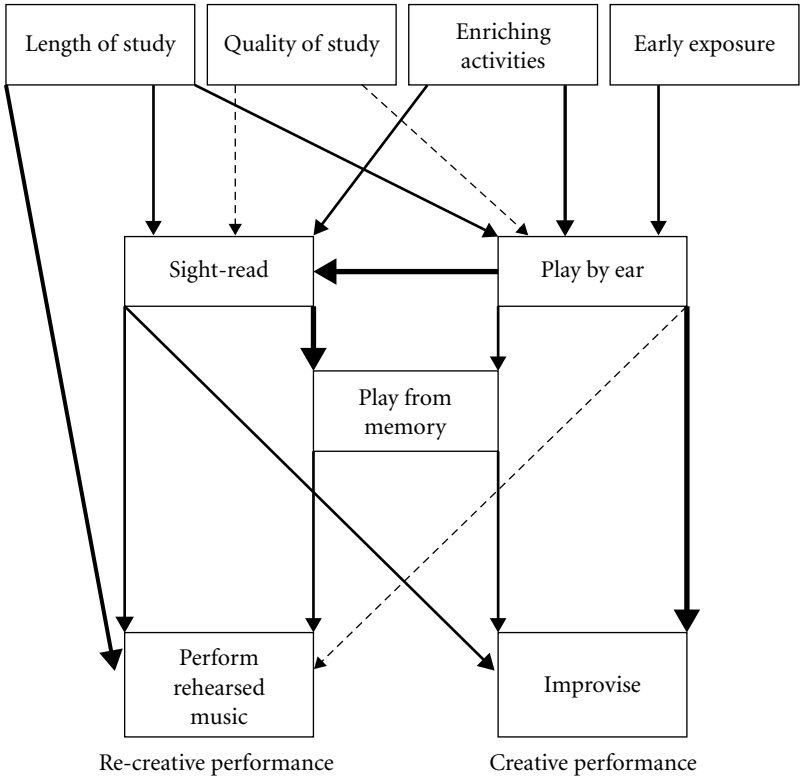 Length of study
Quality of study
Enriching
activities
Early exposure
Sight-read
Play by ear
Play from
memory
Perform
rehearsed
music
Improvise
Re-creative performance
Creative performance